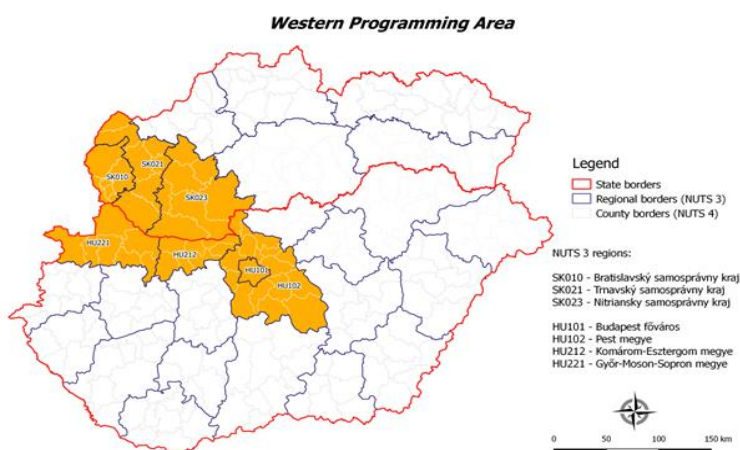 Western Programming Area
SK021
SK010
SK023
HU221
HU212
HU101
HU102
Legend
State borders
Regional borders (NUTS 3)
County borders (NUTS 4)
NUTS 3 regions:
SK010 - Bratislavský samosprávny kraj
SK021 - Trnavský samosprávny kraj
SK023 - Nitriansky samosprávny kraj
HU101 - Budapest főváros
HU102 - Pest megye
HU212 - Komárom-Esztergom megye
HU221 - Győr-Moson-Sopron megye
0 50 100 150 km